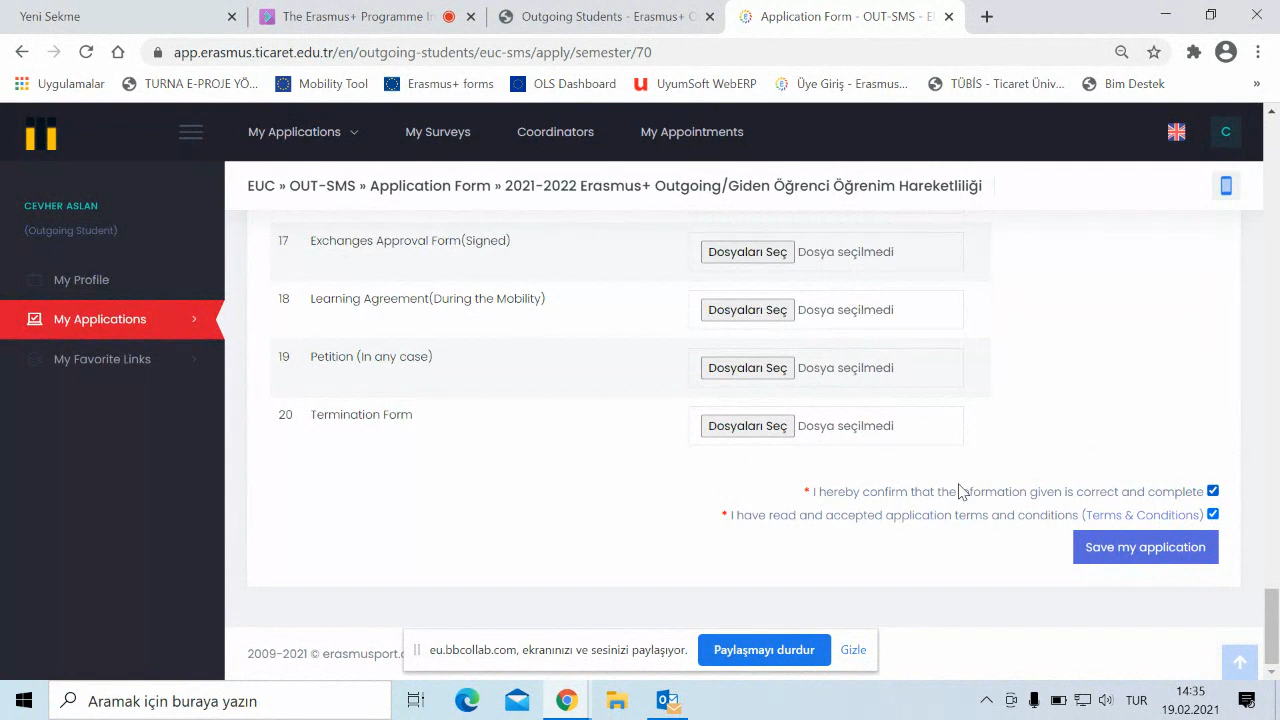 Yeni Sekme
The Erasmus+ Programme I
Outgoing Students - Erasmus+ C
Application Form - OUT-SMS - E
app.erasmus.ticaret.edu.tr/en/outgoing-students/euc-sms/apply/semester/70
Uygulamalar
TURNA E-PROJE YÖ...
Mobility Tool
Erasmus+ forms
OLS Dashboard
UyumSoft WebERP
Üye Giriş - Erasmus...
TÜBİS - Ticaret Üniv...
Bim Destek
»
My Applications
My Surveys
Coordinators
My Appointments
C
EUC » OUT-SMS » Application Form » 2021-2022 Erasmus+ Outgoing/Giden Öğrenci Öğrenim Hareketliliği
CEVHER ASLAN
(Outgoing Student)
My Profile
My Applications
My Favorite Links
17 Exchanges Approval Form(Signed) Dosyaları Seç Dosya seçilmedi
18 Learning Agreement(During the Mobility) Dosyaları Seç Dosya seçilmedi
19 Petition (In any case) Dosyaları Seç Dosya seçilmedi
20 Termination Form Dosyaları Seç Dosya seçilmedi
* I hereby confirm that the information given is correct and complete
* I have read and accepted application terms and conditions (Terms & Conditions)
Save my application
2009-2021 © erasmusport.c
eu.bbcollab.com, ekranınızı ve sesinizi paylaşıyor.
Paylaşmayı durdur
Gizle
Aramak için buraya yazın
TUR
14:35
19.02.2021